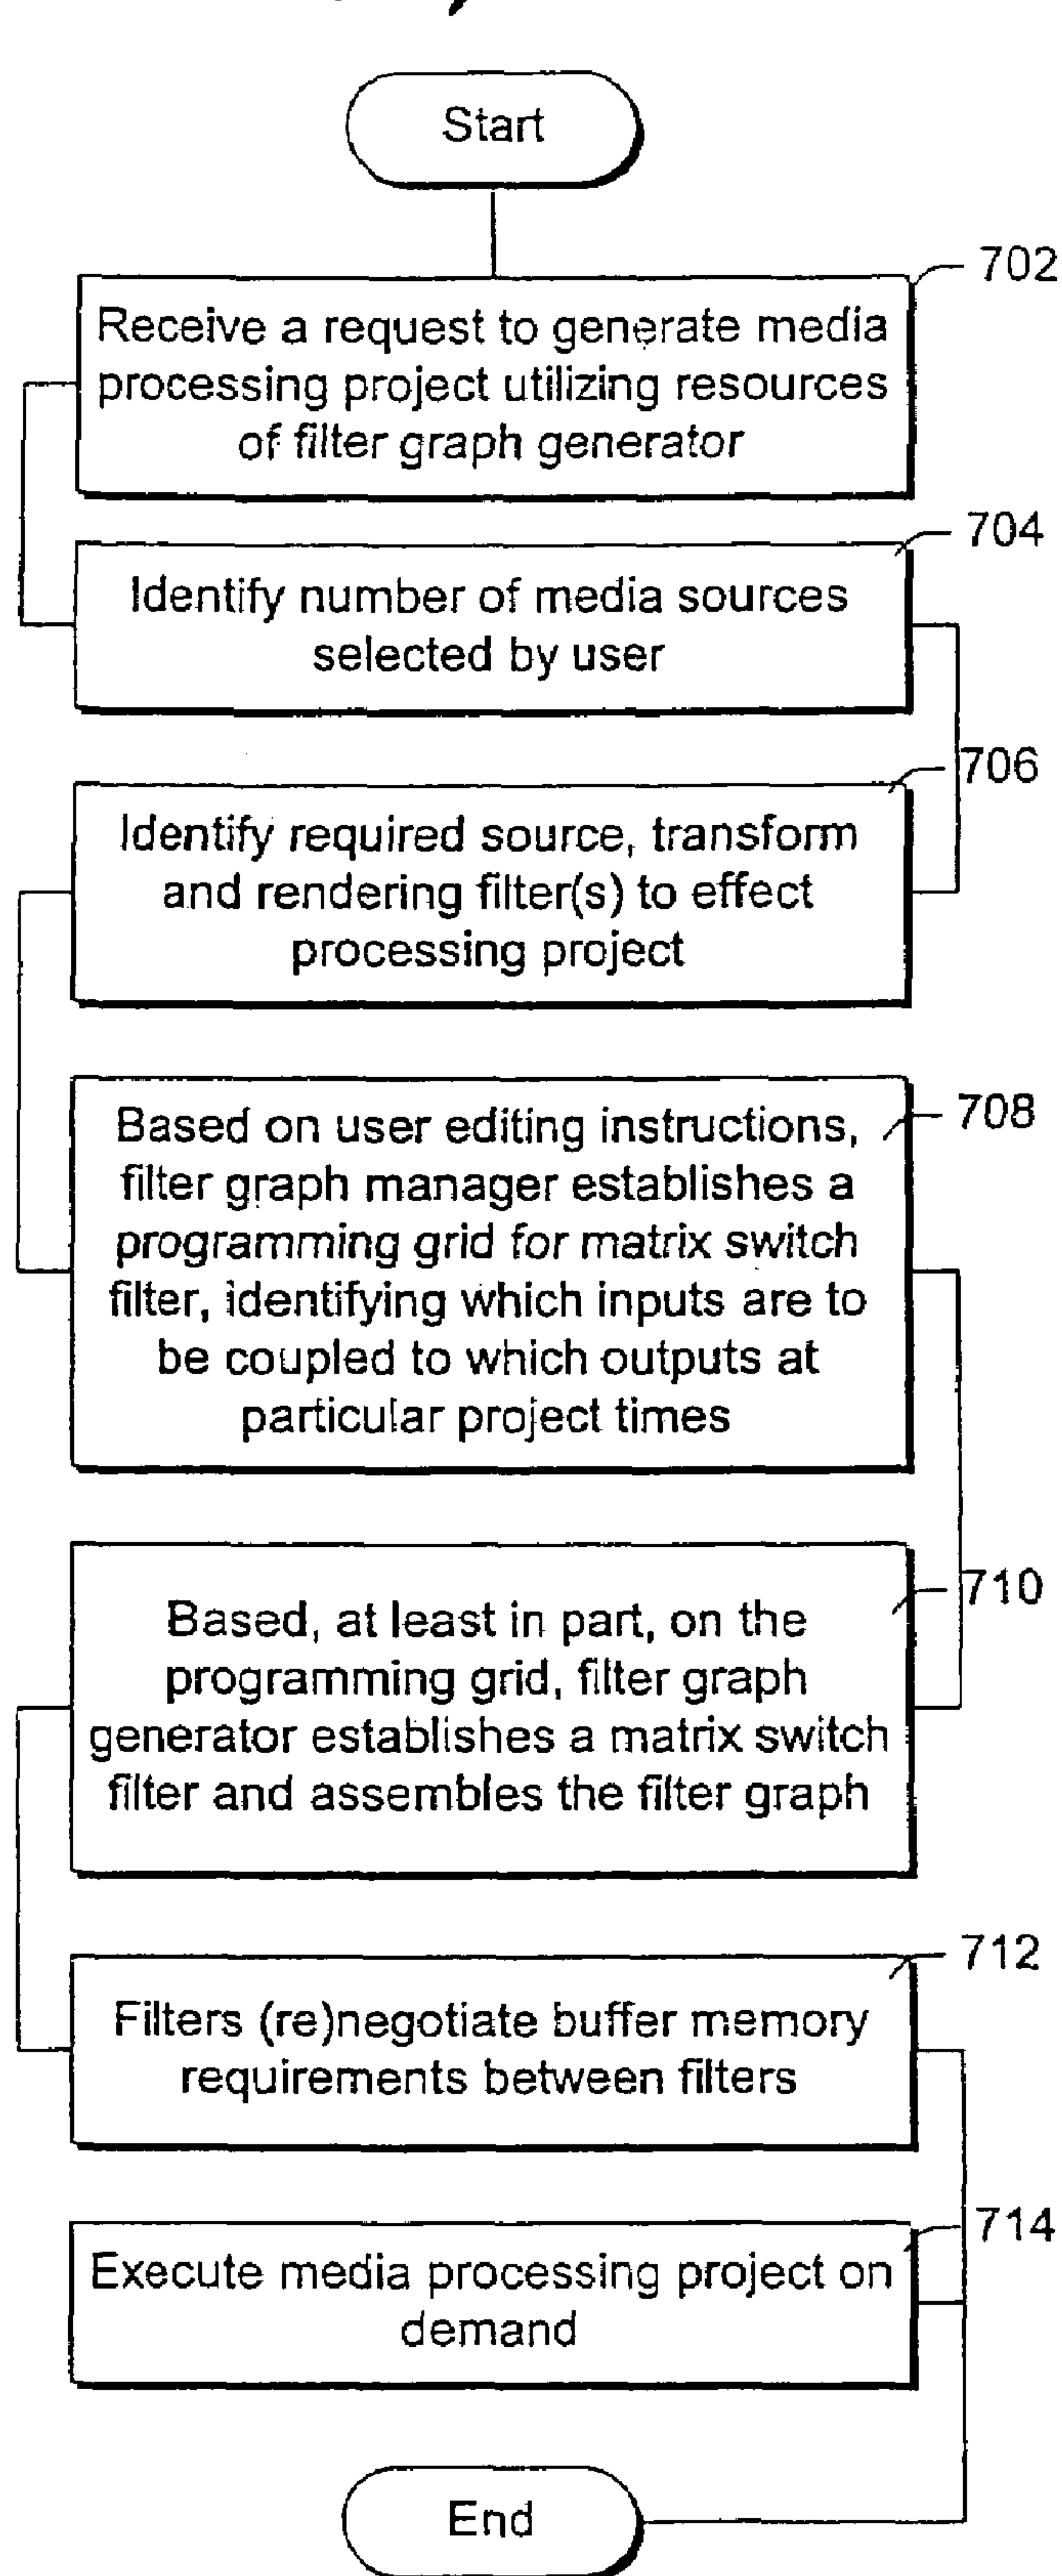 Start
702
Receive a request to generate media
processing project utilizing resources
of filter graph generator
704
Identify number of media sources
selected by user
706
Identify required source, transform
and rendering filter(s) to effect
processing project
708
Based on user editing instructions,
filter graph manager establishes a
programming grid for matrix switch
filter, identifying which inputs are to
be coupled to which outputs at
particular project times
710
Based, at least in part, on the
programming grid, filter graph
generator establishes a matrix switch
filter and assembles the filter graph
712
Filters (re)negotiate buffer memory
requirements between filters
714
Execute media processing project on
demand
End